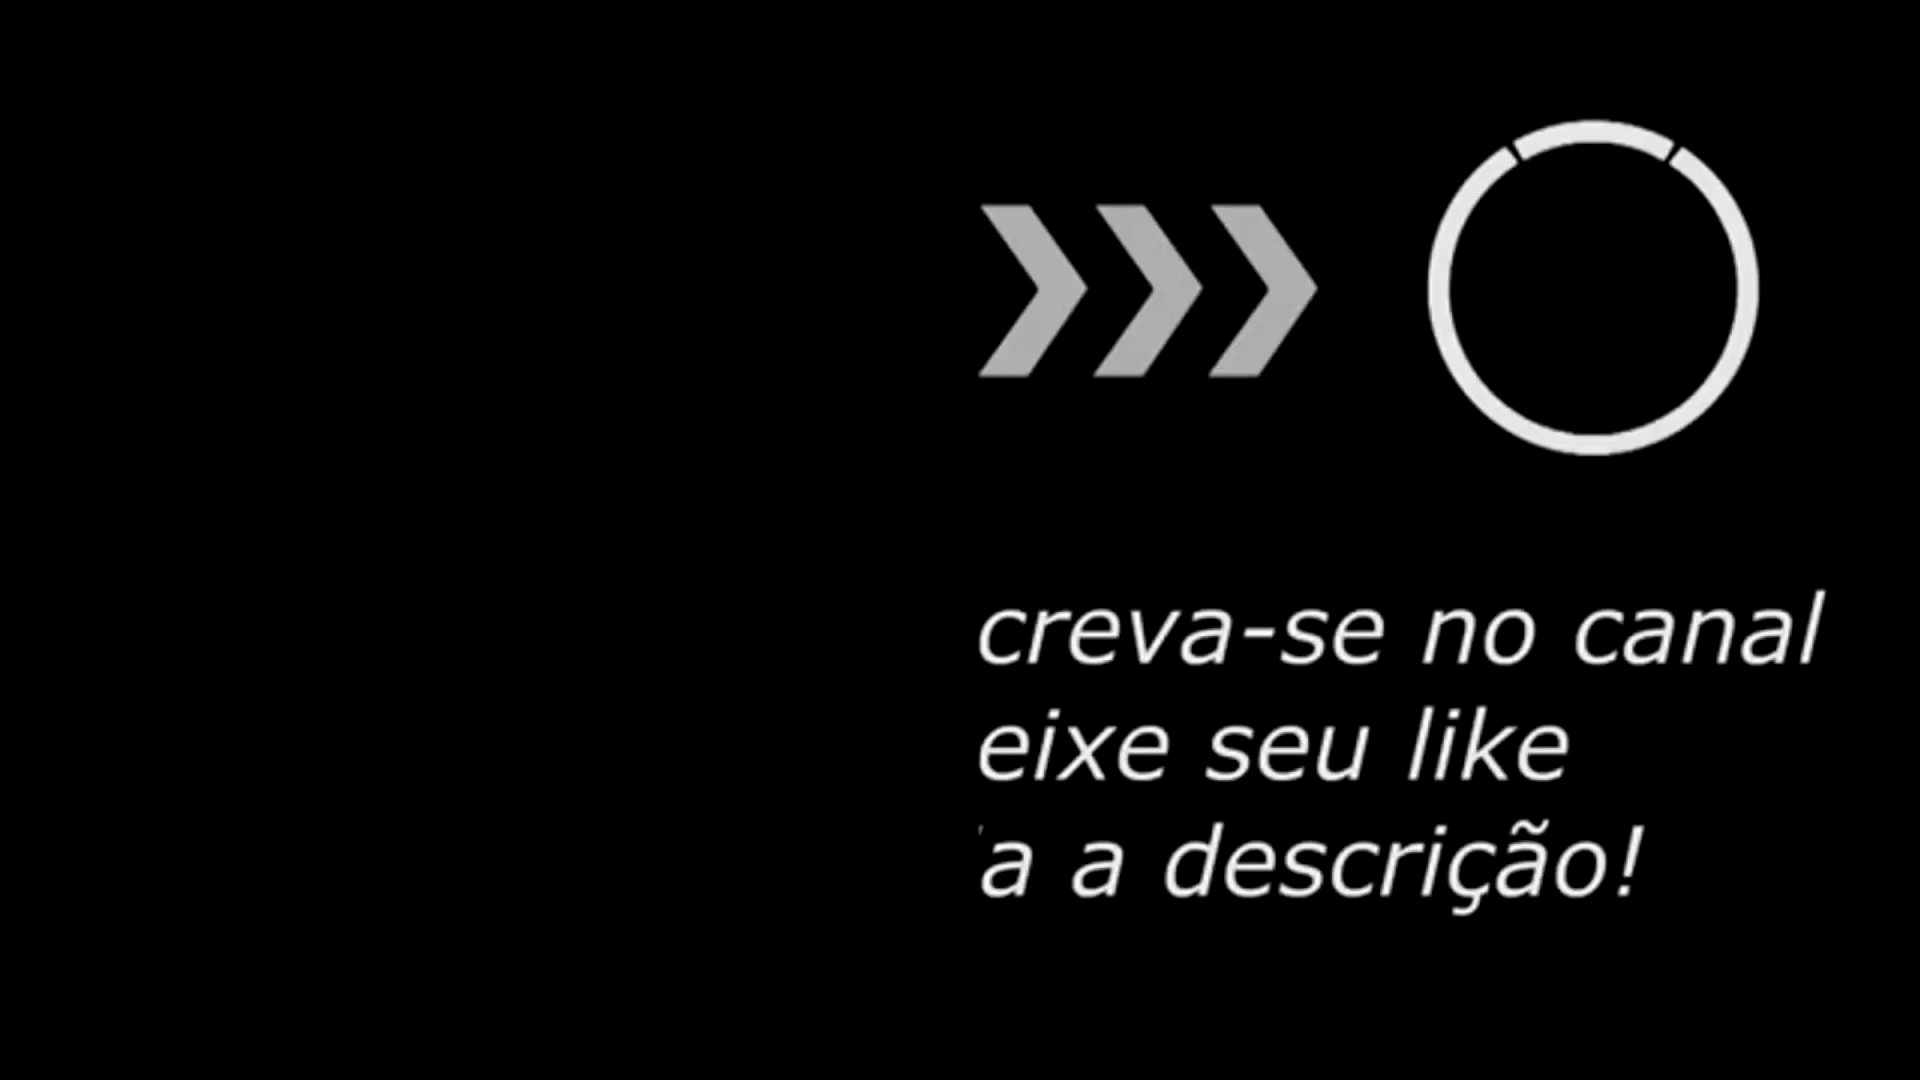 creva-se no canal
eixe seu like
a a descrição!